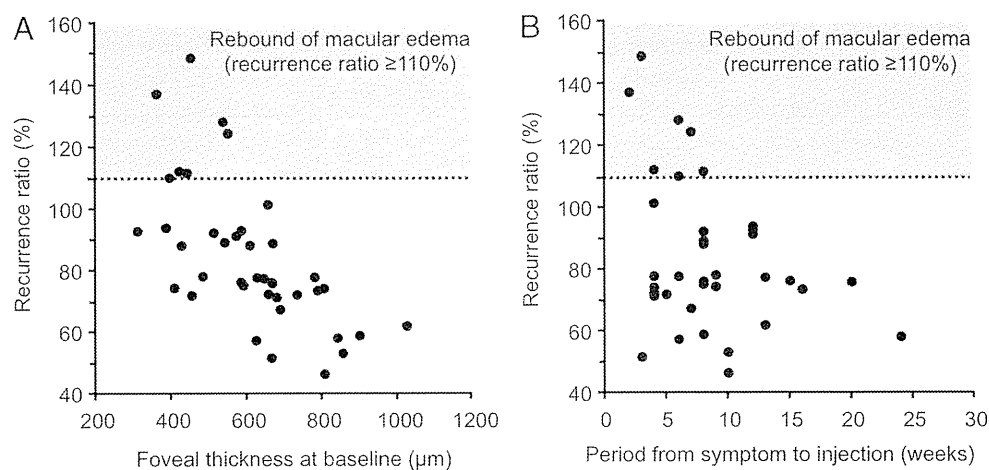 A
160
140
120
100
80
60
40
Recurrence ratio (%)
Rebound of macular edema
(recurrence ratio ≥110%)
200 400 600 800 1000 1200
Foveal thickness at baseline (µm)
B
160
140
120
100
80
60
40
Recurrence ratio (%)
Rebound of macular edema
(recurrence ratio ≥110%)
0 5 10 15 20 25 30
Period from symptom to injection (weeks)